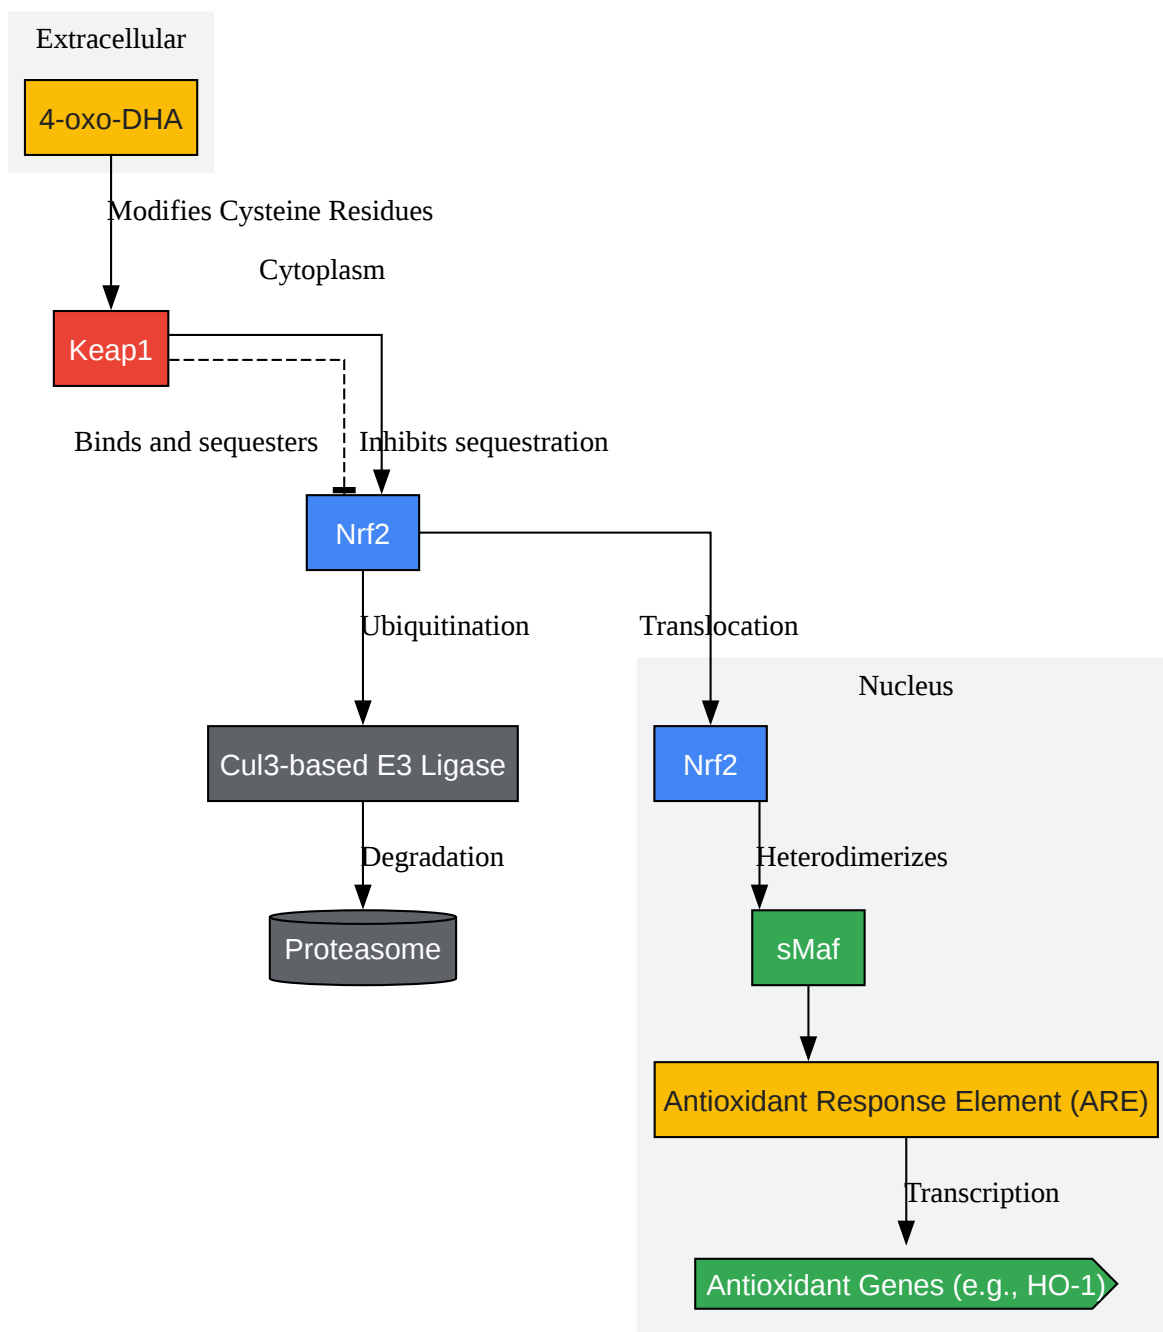 Extracellular
4-oxo-DHA
Modifies Cysteine Residues
Cytoplasm
Keap1
Binds and sequesters
Inhibits sequestration
Nrf2
Ubiquitination
Translocation
Nucleus
Cul3-based E3 Ligase
Nrf2
Degradation
Heterodimerizes
Proteasome
sMaf
Antioxidant Response Element (ARE)
Transcription
Antioxidant Genes (e.g., HO-1)